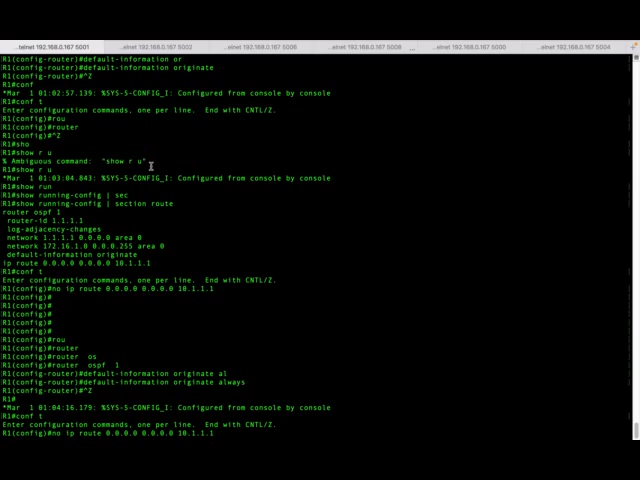 ...telnet 192.168.0.167 5001
...elnet 192.168.0.167 5002
...elnet 192.168.0.167 5006
...elnet 192.168.0.167 5008
...
...elnet 192.168.0.167 5000
...elnet 192.168.0.167 5004
R1(config-router)#default-information or
R1(config-router)#default-information originate
R1(config-router)#^Z
R1#conf
*Mar  1 01:02:57.139: %SYS-5-CONFIG_I: Configured from console by console
R1#conf t
Enter configuration commands, one per line.  End with CNTL/Z.
R1(config)#rou
R1(config)#router
R1(config)#^Z
R1#sho
R1#show r u
% Ambiguous command:  "show r u"
R1#show r u
*Mar  1 01:03:04.843: %SYS-5-CONFIG_I: Configured from console by console
R1#show run
R1#show running-config | sec
R1#show running-config | section route
router ospf 1
router-id 1.1.1.1
log-adjacency-changes
network 1.1.1.1 0.0.0.0 area 0
network 172.16.1.0 0.0.0.255 area 0
default-information originate
ip route 0.0.0.0 0.0.0.0 10.1.1.1
R1#conf t
Enter configuration commands, one per line.  End with CNTL/Z.
R1(config)#no ip route 0.0.0.0 0.0.0.0 10.1.1.1
R1(config)#
R1(config)#
R1(config)#
R1(config)#
R1(config)#rou
R1(config)#router
R1(config)#router  os
R1(config)#router  ospf  1
R1(config-router)#default-information originate al
R1(config-router)#default-information originate always
R1(config-router)#^Z
R1#
*Mar  1 01:04:16.179: %SYS-5-CONFIG_I: Configured from console by console
R1#conf t
Enter configuration commands, one per line.  End with CNTL/Z.
R1(config)#no ip route 0.0.0.0 0.0.0.0 10.1.1.1